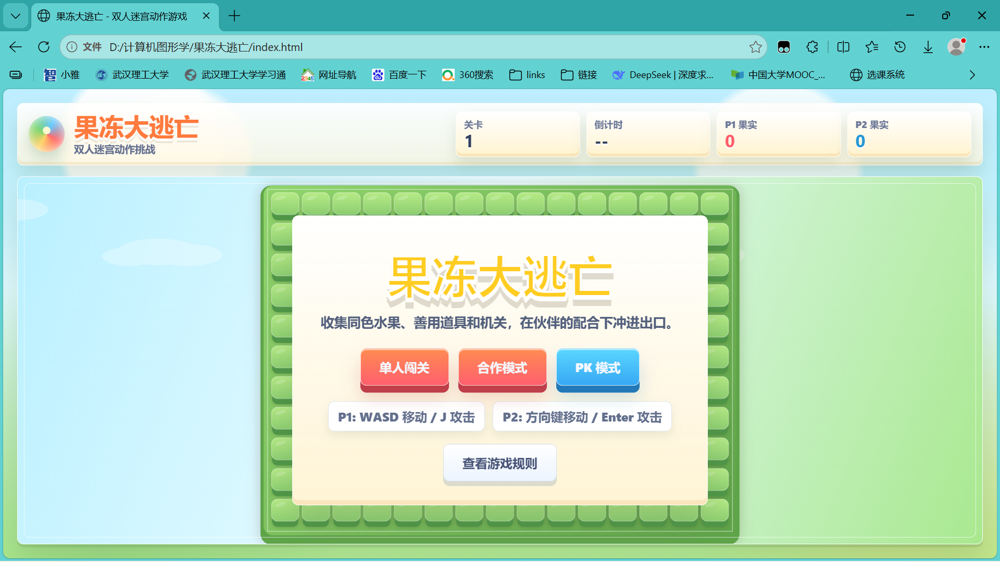 果冻大逃亡 - 双人迷宫动作游戏
文件 D:/计算机图形学/果冻大逃亡/index.html
智 小雅 武汉理工大学 武汉理工大学学习通 2345 网址导航 du 百度一下 360搜索 links 链接 DeepSeek | 深度求... 中国大学MOOC_... 选课系统
果冻大逃亡
双人迷宫动作挑战
关卡
1
倒计时
--
P1 果实
0
P2 果实
0
果冻大逃亡
收集同色水果、善用道具和机关，在伙伴的配合下冲进出口。
单人闯关 合作模式 PK 模式
P1: WASD 移动 / J 攻击 P2: 方向键移动 / Enter 攻击
查看游戏规则